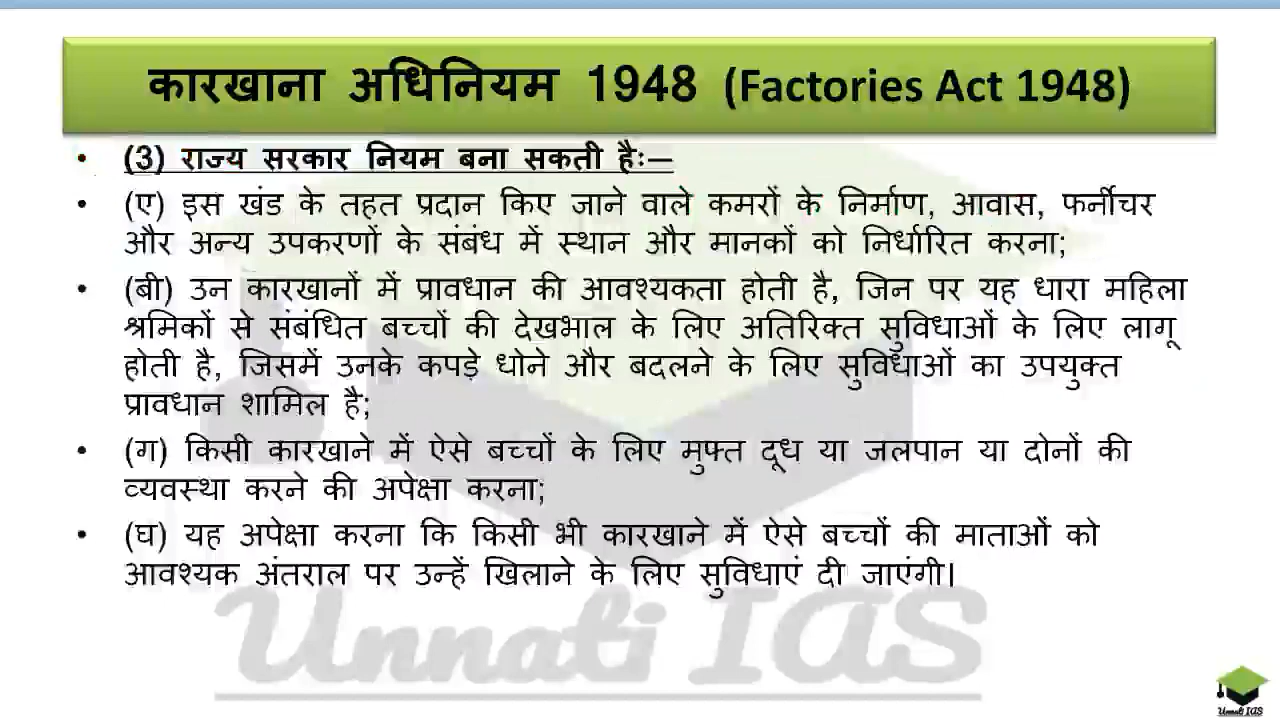 कारखाना अधिनियम 1948 (Factories Act 1948)
• (3) राज्य सरकार नियम बना सकती हैः—
• (ए) इस खंड के तहत प्रदान किए जाने वाले कमरों के निर्माण, आवास, फर्नीचर
और अन्य उपकरणों के संबंध में स्थान और मानकों को निर्धारित करना;
• (बी) उन कारखानों में प्रावधान की आवश्यकता होती है, जिन पर यह धारा महिला
श्रमिकों से संबंधित बच्चों की देखभाल के लिए अतिरिक्त सुविधाओं के लिए लागू
होती है, जिसमें उनके कपड़े धोने और बदलने के लिए सुविधाओं का उपयुक्त
प्रावधान शामिल है;
• (ग) किसी कारखाने में ऐसे बच्चों के लिए मुफ्त दूध या जलपान या दोनों की
व्यवस्था करने की अपेक्षा करना;
• (घ) यह अपेक्षा करना कि किसी भी कारखाने में ऐसे बच्चों की माताओं को
आवश्यक अंतराल पर उन्हें खिलाने के लिए सुविधाएं दी जाएंगी।
Unnati IAS
Unnati IAS